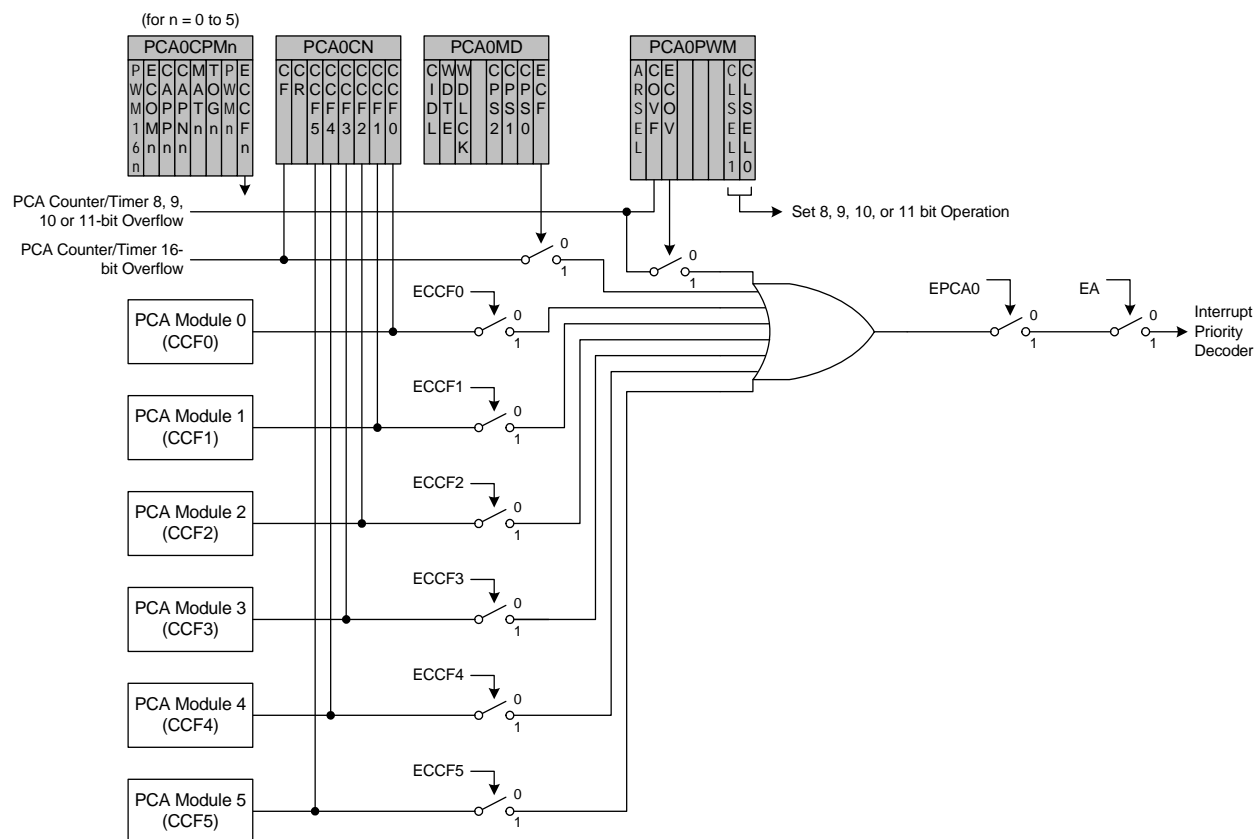 (for n = 0 to 5)
PCA0CPMn
PWM16n
ECOMn
CAPPn
CAPNn
MATn
TOGn
PWMn
ECCFn
PCA0CN
CF
CR
CCF5
CCF4
CCF3
CCF2
CCF1
CCF0
PCA0MD
CIDL
WDTE
WDLCK
CPS2
CPS1
CPS0
ECF
PCA0PWM
ARSEL
COVF
ECOV
CLSEL1
CLSEL0
PCA Counter/Timer 8, 9,
10 or 11-bit Overflow
Set 8, 9, 10, or 11 bit Operation
PCA Counter/Timer 16-
bit Overflow
0
1
0
1
PCA Module 0
(CCF0)
ECCF0
0
1
EPCA0
0
1
EA
0
1
Interrupt
Priority
Decoder
PCA Module 1
(CCF1)
ECCF1
0
1
PCA Module 2
(CCF2)
ECCF2
0
1
PCA Module 3
(CCF3)
ECCF3
0
1
PCA Module 4
(CCF4)
ECCF4
0
1
PCA Module 5
(CCF5)
ECCF5
0
1